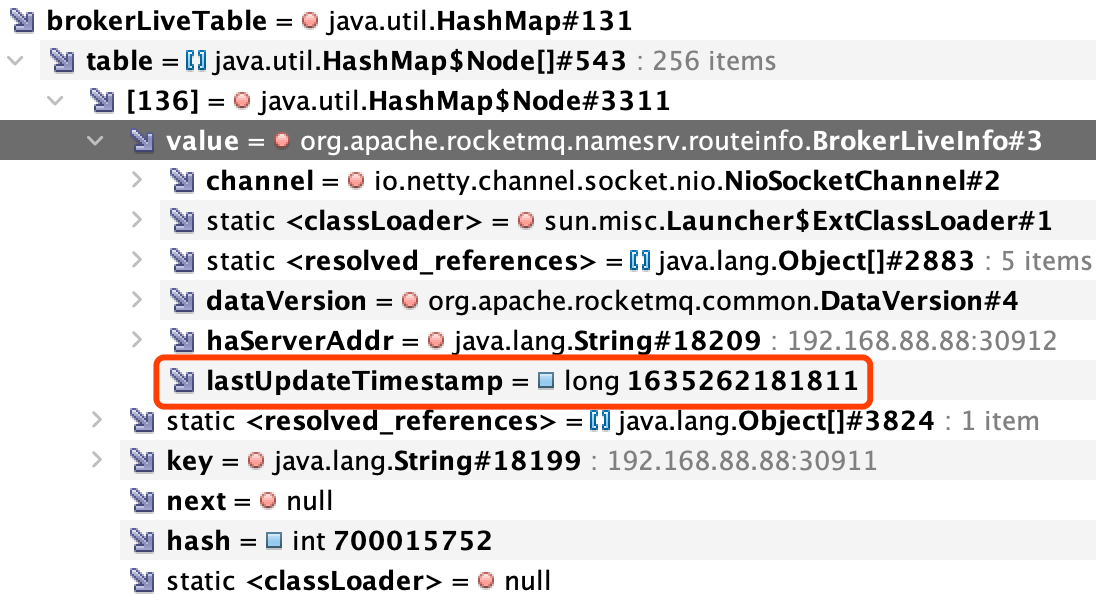 brokerLiveTable = java.util.HashMap#131
table = [] java.util.HashMap$Node[]#543 : 256 items
[136] = java.util.HashMap$Node#3311
value = org.apache.rocketmq.namesrv.routeinfo.BrokerLiveInfo#3
channel = io.netty.channel.socket.nio.NioSocketChannel#2
static <classLoader> = sun.misc.Launcher$ExtClassLoader#1
static <resolved_references> = [] java.lang.Object[]#2883 : 5 items
dataVersion = org.apache.rocketmq.common.DataVersion#4
haServerAddr = java.lang.String#18209 : 192.168.88.88:30912
lastUpdateTimestamp = long 1635262181811
static <resolved_references> = [] java.lang.Object[]#3824 : 1 item
key = java.lang.String#18199 : 192.168.88.88:30911
next = null
hash = int 700015752
static <classLoader> = null